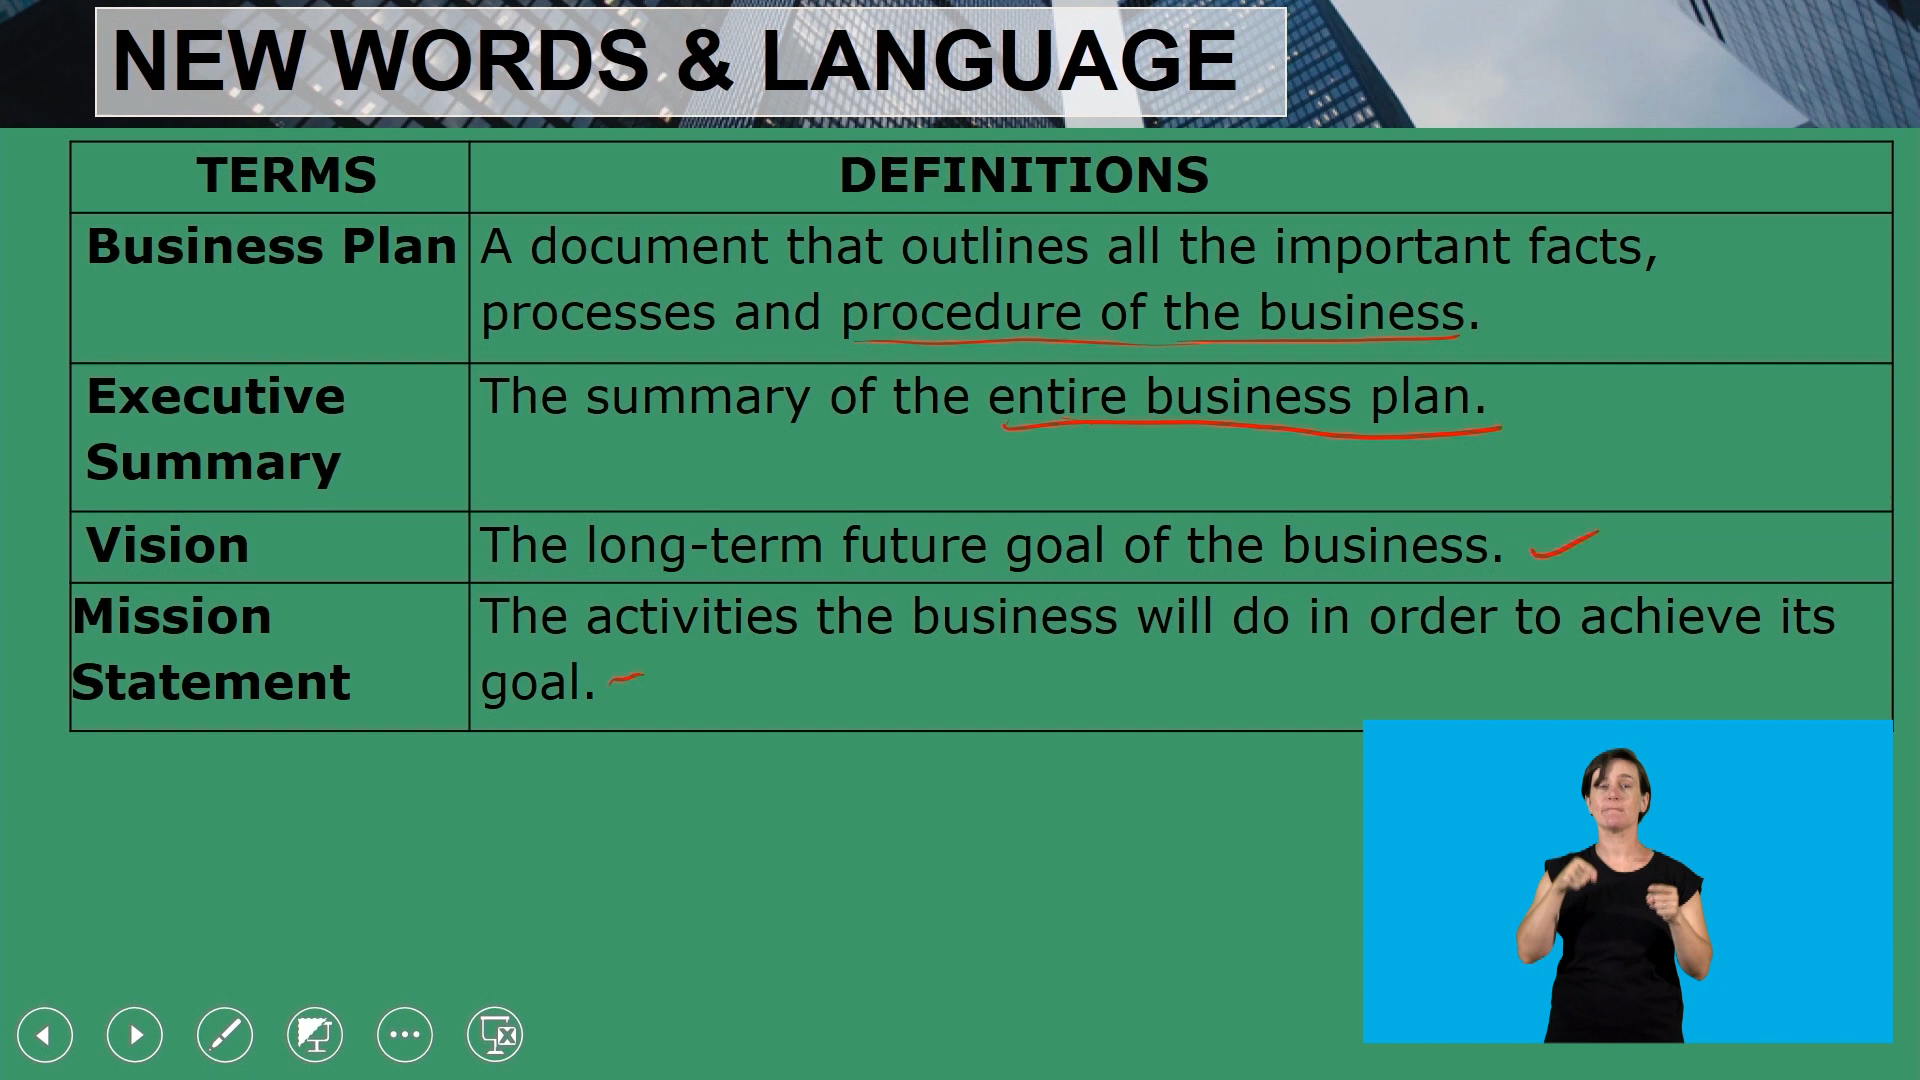 NEW WORDS & LANGUAGE
TERMS
DEFINITIONS
Business Plan
A document that outlines all the important facts,
processes and procedure of the business.
Executive
Summary
The summary of the entire business plan.
Vision
The long-term future goal of the business.
Mission
Statement
The activities the business will do in order to achieve its
goal.